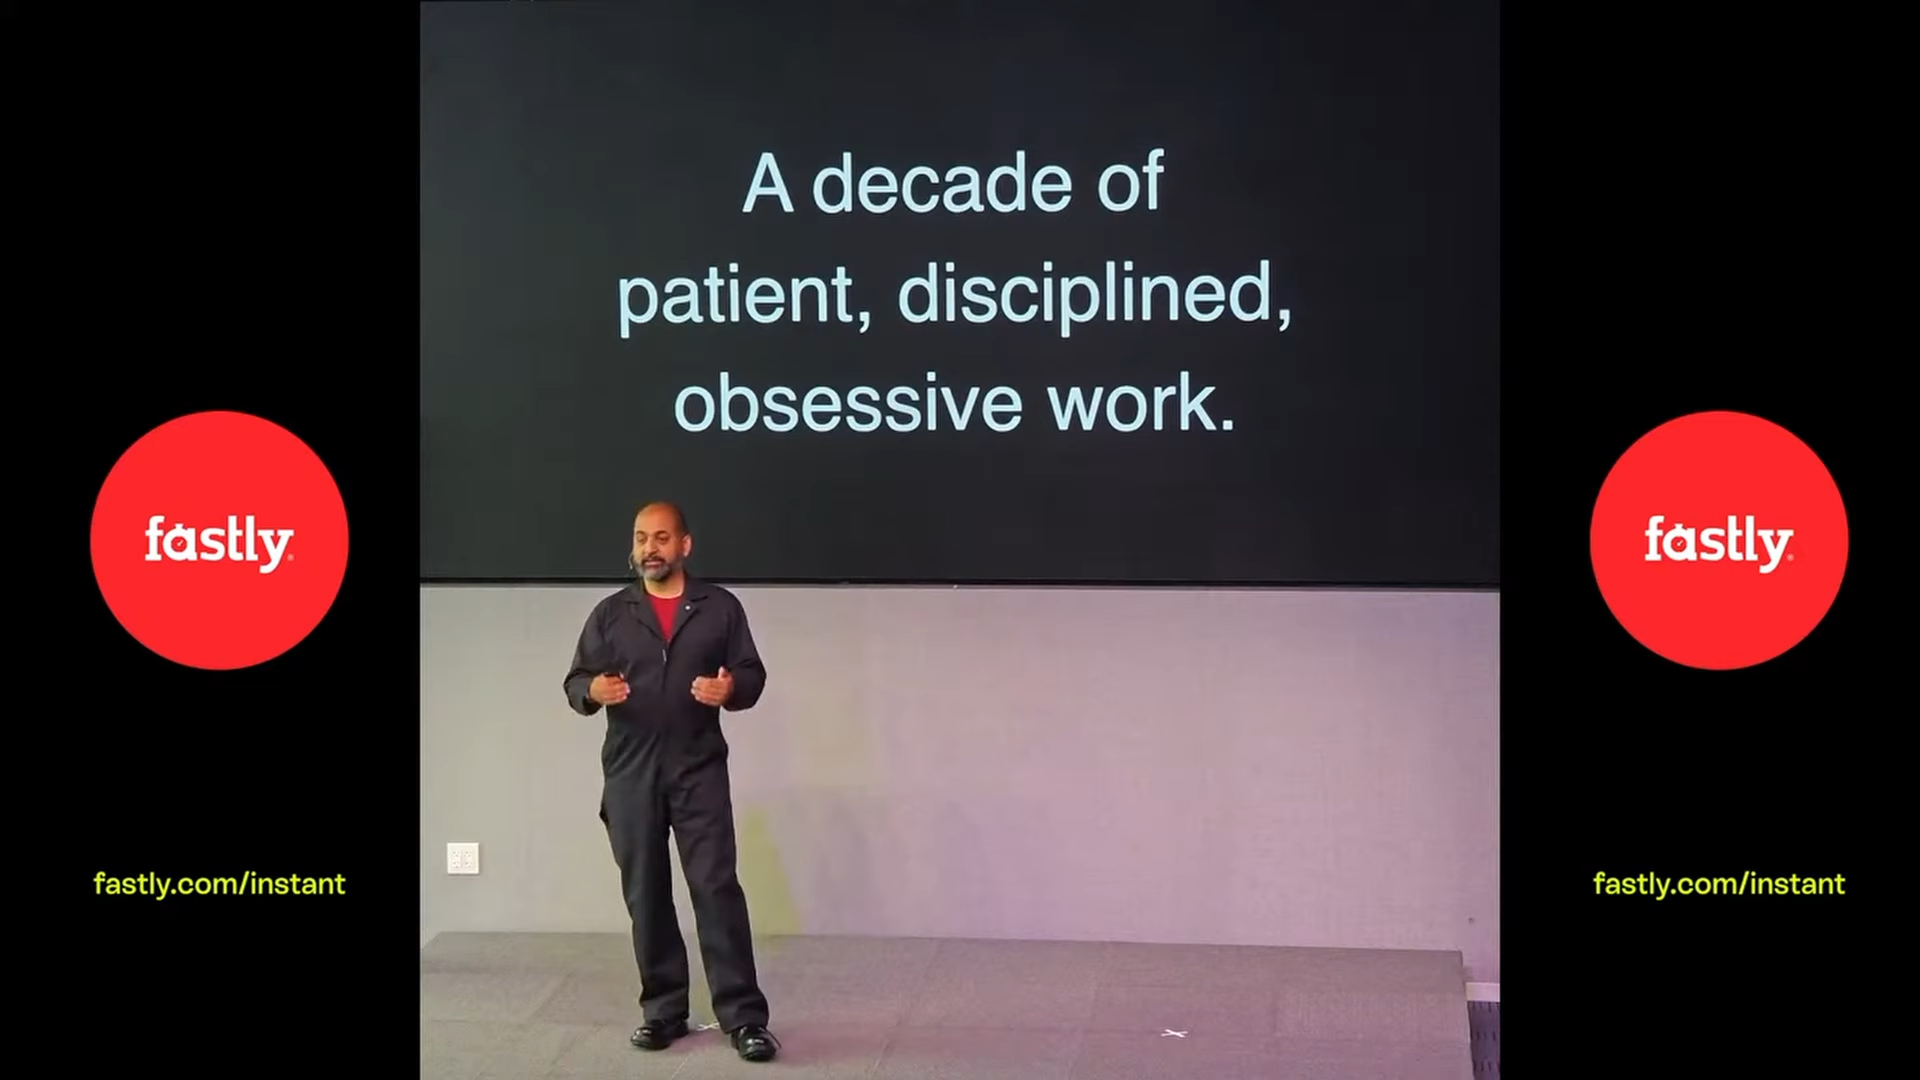 A decade of
patient, disciplined,
obsessive work.
fastly
fastly.com/instant
fastly
fastly.com/instant